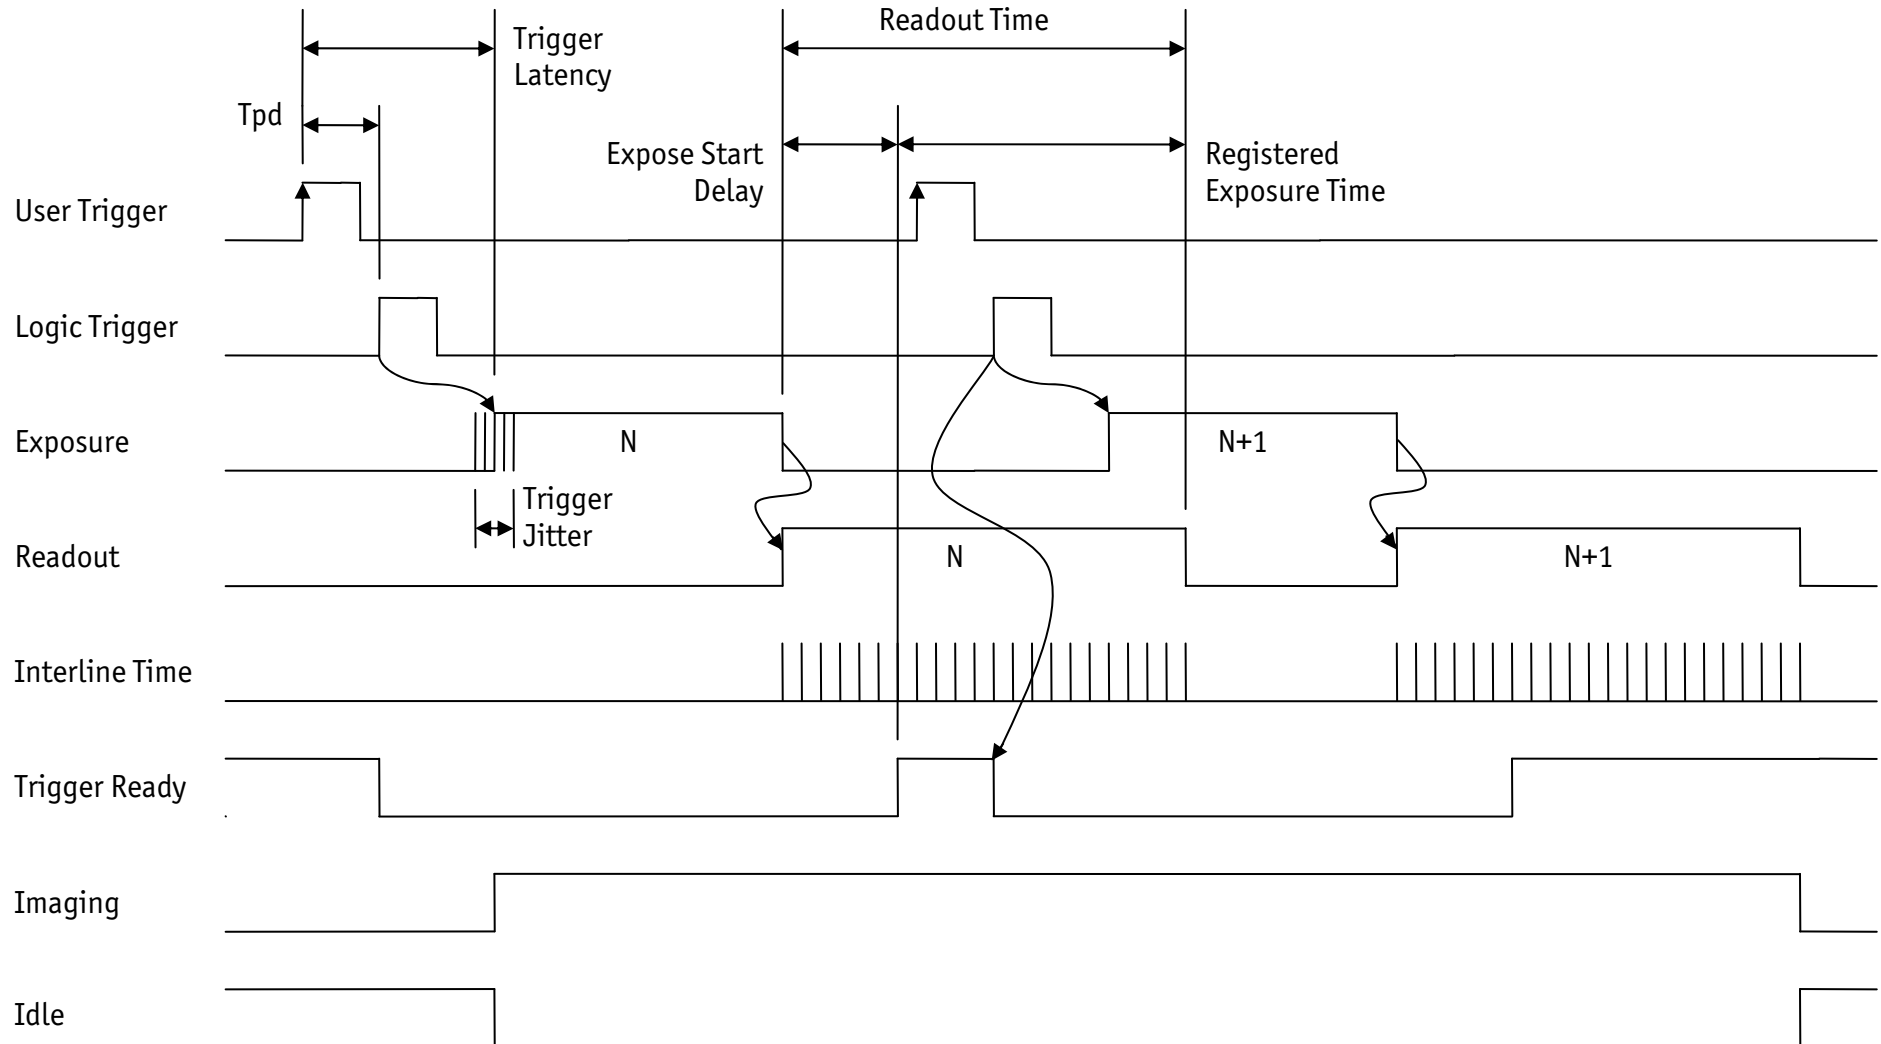 Readout Time
Trigger
Latency
Tpd
Expose Start
Delay
Registered
Exposure Time
User Trigger
Logic Trigger
Exposure
N
N+1
Trigger
Jitter
Readout
N
N+1
Interline Time
Trigger Ready
Imaging
Idle